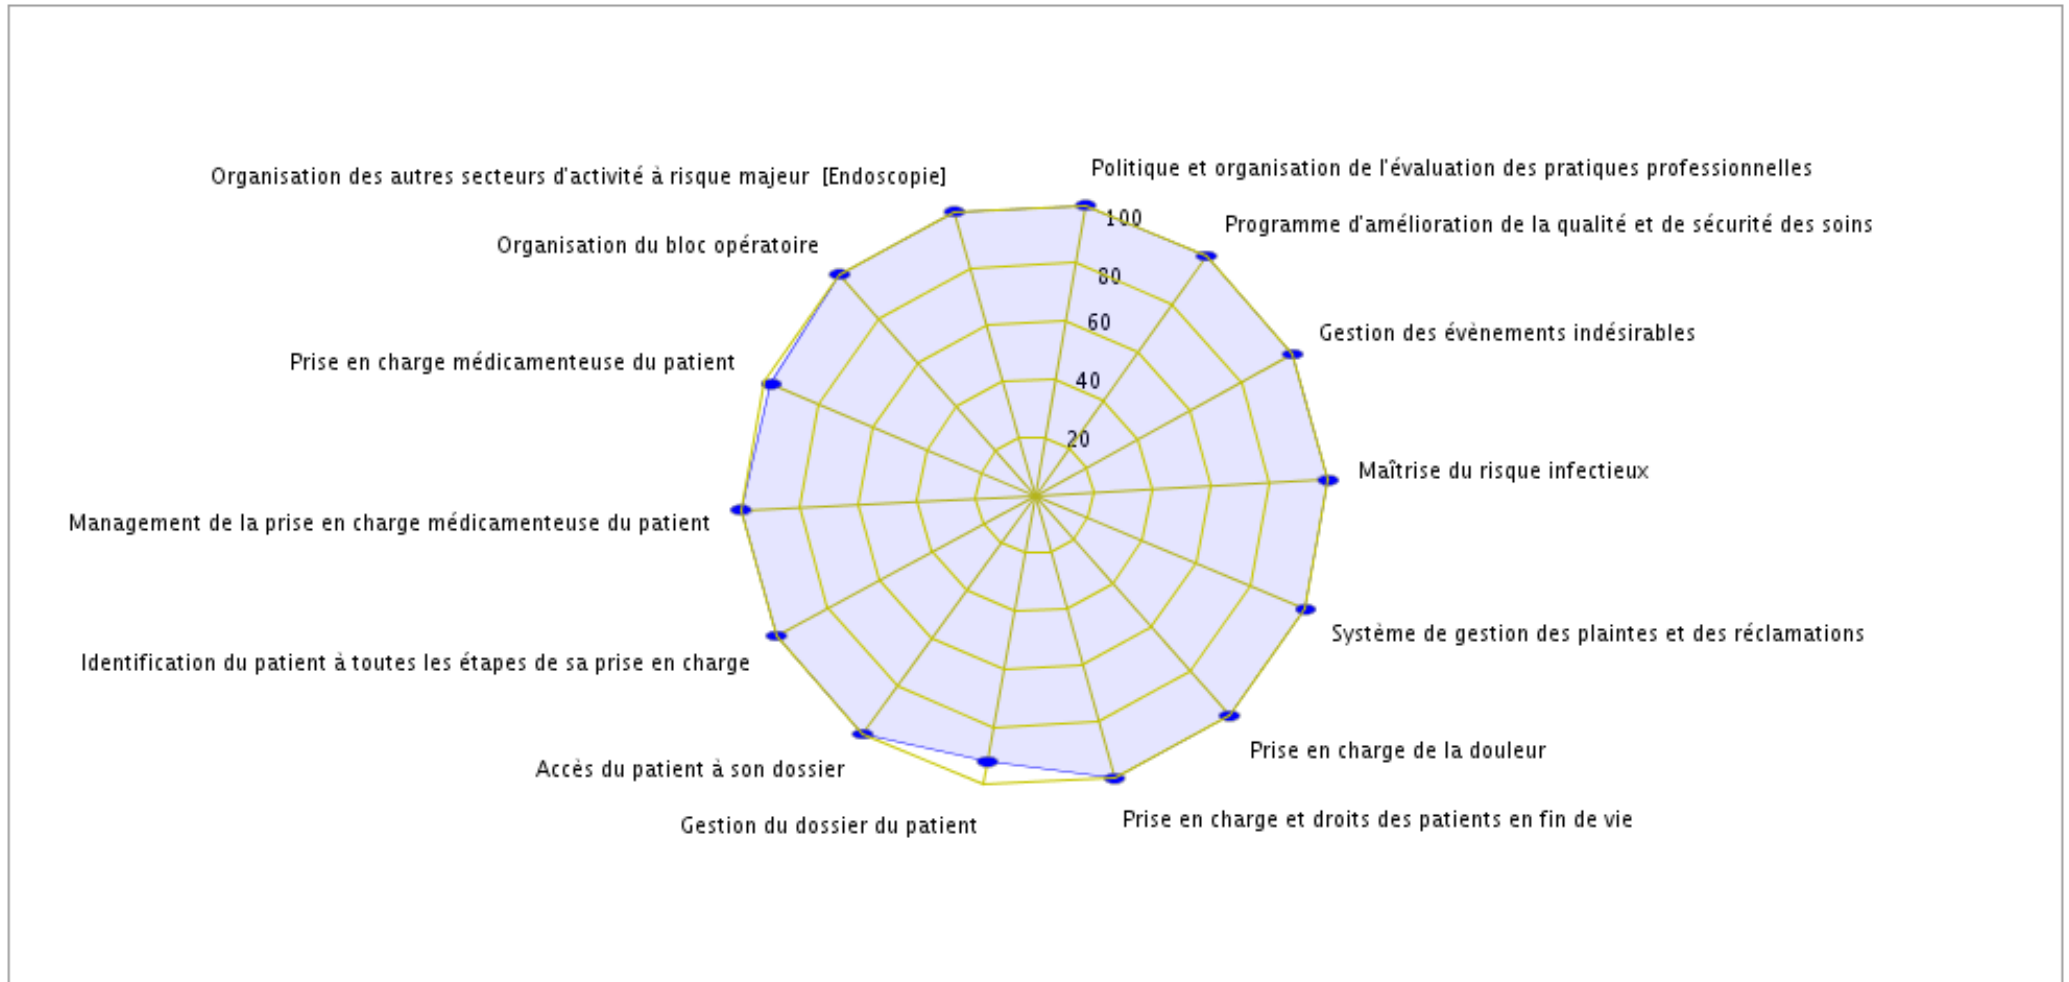 Politique et organisation de l'évaluation des pratiques professionnelles
Organisation des autres secteurs d'activité à risque majeur [Endoscopie]
100
Programme d'amélioration de la qualité et de sécurité des soins
Organisation du bloc opératoire
80
60
Gestion des évènements indésirables
Prise en charge médicamenteuse du patient
40
20
Maîtrise du risque infectieux
Management de la prise en charge médicamenteuse du patient
Système de gestion des plaintes et des réclamations
Identification du patient à toutes les étapes de sa prise en charge
Prise en charge de la douleur
Accès du patient à son dossier
Prise en charge et droits des patients en fin de vie
Gestion du dossier du patient